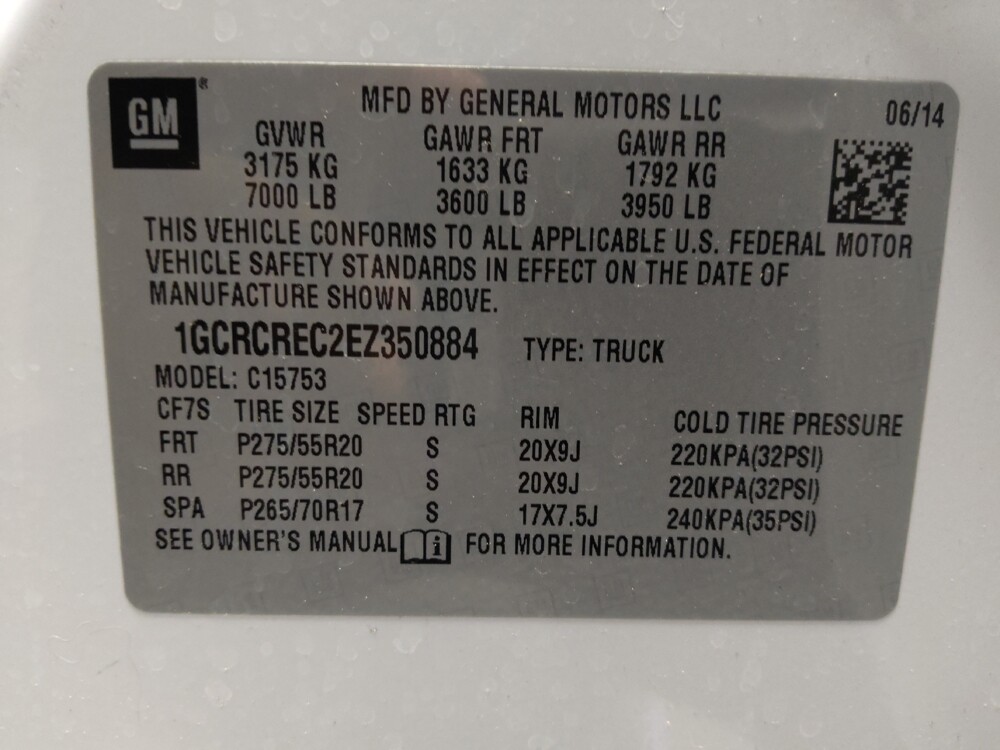 GM ®
MFD BY GENERAL MOTORS LLC 06/14
GVWR GAWR FRT GAWR RR
3175 KG 1633 KG 1792 KG
7000 LB 3600 LB 3950 LB
THIS VEHICLE CONFORMS TO ALL APPLICABLE U.S. FEDERAL MOTOR
VEHICLE SAFETY STANDARDS IN EFFECT ON THE DATE OF
MANUFACTURE SHOWN ABOVE.
1GCRCREC2EZ350884 TYPE: TRUCK
MODEL: C15753
CF7S TIRE SIZE SPEED RTG RIM COLD TIRE PRESSURE
FRT P275/55R20 S 20X9J 220KPA(32PSI)
RR P275/55R20 S 20X9J 220KPA(32PSI)
SPA P265/70R17 S 17X7.5J 240KPA(35PSI)
SEE OWNER'S MANUAL i FOR MORE INFORMATION.